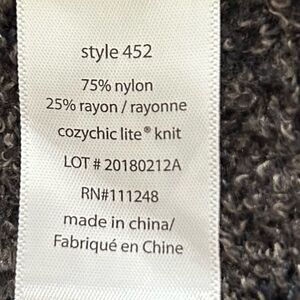 style 452
75% nylon
25% rayon / rayonne
cozychic lite® knit
LOT # 20180212A
RN#111248
made in china/
Fabriqué en Chine